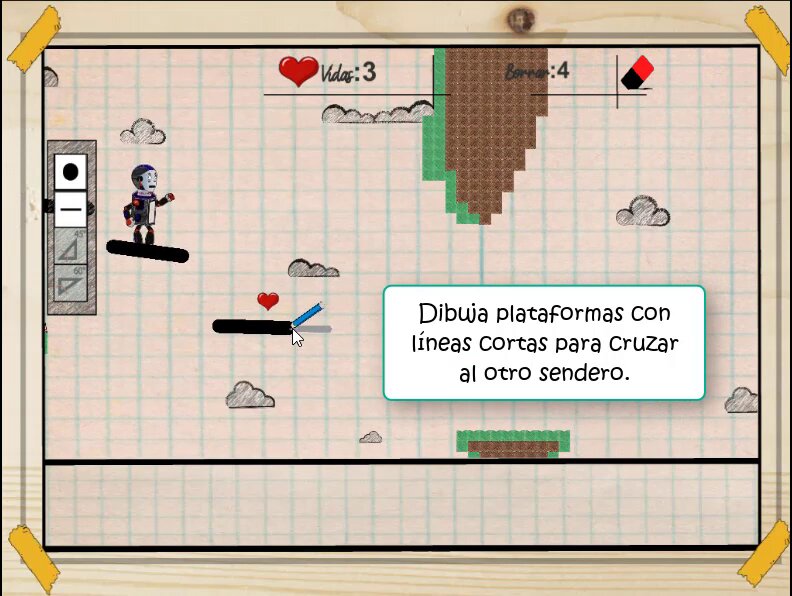 Vidas:3
Borrar:4
45°
60°
Dibuja plataformas con
líneas cortas para cruzar
al otro sendero.